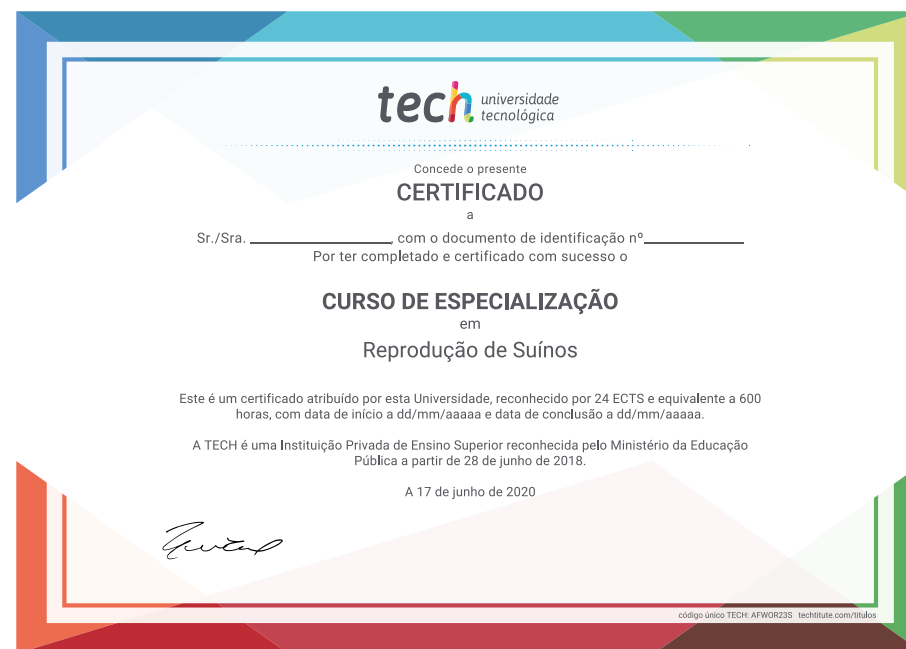 tech universidade
tecnológica
Concede o presente
CERTIFICADO
a
Sr./Sra. , com o documento de identificação nº
Por ter completado e certificado com sucesso o
CURSO DE ESPECIALIZAÇÃO
em
Reprodução de Suínos
Este é um certificado atribuído por esta Universidade, reconhecido por 24 ECTS e equivalente a 600
horas, com data de início a dd/mm/aaaaa e data de conclusão a dd/mm/aaaaa.
A TECH é uma Instituição Privada de Ensino Superior reconhecida pelo Ministério da Educação
Pública a partir de 28 de junho de 2018.
A 17 de junho de 2020
código único TECH: AFWOR23S techtitute.com/titulos